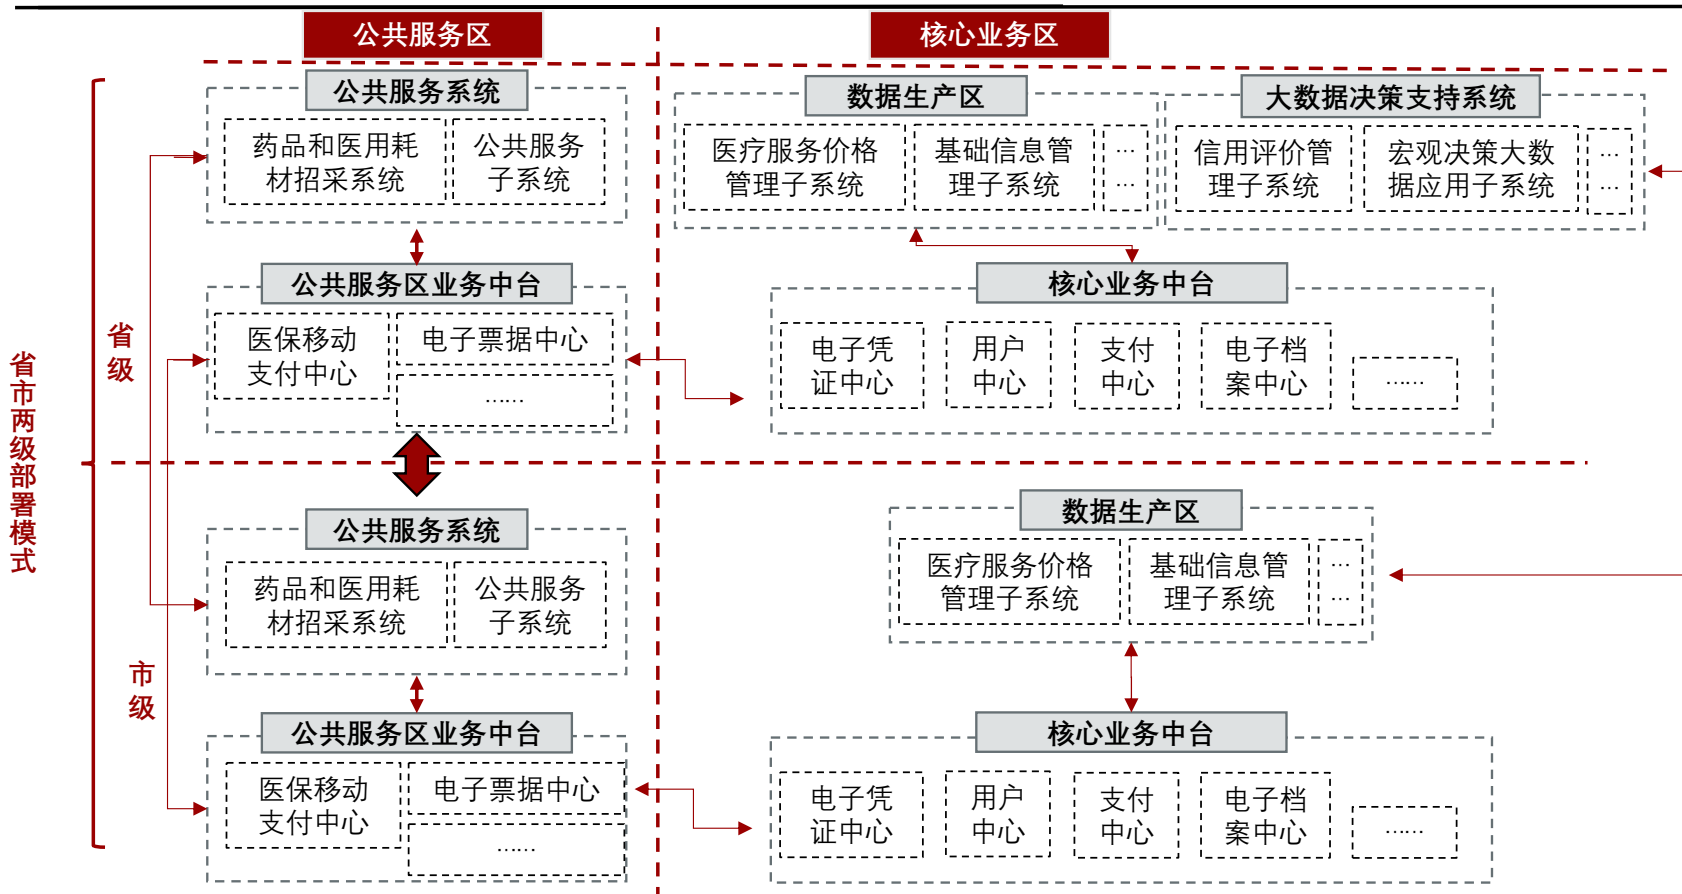 公共服务区
核心业务区
公共服务系统
药品和医用耗
材招采系统
公共服务
子系统
数据生产区
医疗服务价格
管理子系统
基础信息管
理子系统
...
...
大数据决策支持系统
信用评价管
理子系统
宏观决策大数
据应用子系统
...
...
公共服务区业务中台
医保移动
支付中心
电子票据中心
......
核心业务中台
电子凭
证中心
用户
中心
支付
中心
电子档
案中心
......
省级
省市两级部署模式
市级
公共服务系统
药品和医用耗
材招采系统
公共服务
子系统
数据生产区
医疗服务价格
管理子系统
基础信息管
理子系统
...
...
公共服务区业务中台
医保移动
支付中心
电子票据中心
......
核心业务中台
电子凭
证中心
用户
中心
支付
中心
电子档
案中心
......